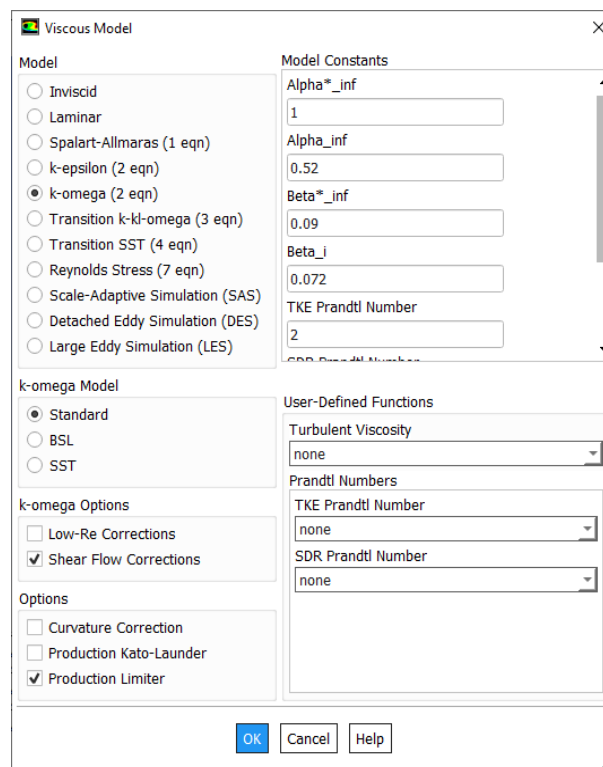 Viscous Model
Model
Inviscid
Laminar
Spalart-Allmaras (1 eqn)
k-epsilon (2 eqn)
k-omega (2 eqn)
Transition k-kl-omega (3 eqn)
Transition SST (4 eqn)
Reynolds Stress (7 eqn)
Scale-Adaptive Simulation (SAS)
Detached Eddy Simulation (DES)
Large Eddy Simulation (LES)
k-omega Model
Standard
BSL
SST
k-omega Options
Low-Re Corrections
Shear Flow Corrections
Options
Curvature Correction
Production Kato-Launder
Production Limiter
Model Constants
Alpha*_inf
1
Alpha_inf
0.52
Beta*_inf
0.09
Beta_i
0.072
TKE Prandtl Number
2
SDR Prandtl Number
User-Defined Functions
Turbulent Viscosity
none
Prandtl Numbers
TKE Prandtl Number
none
SDR Prandtl Number
none
OK
Cancel
Help